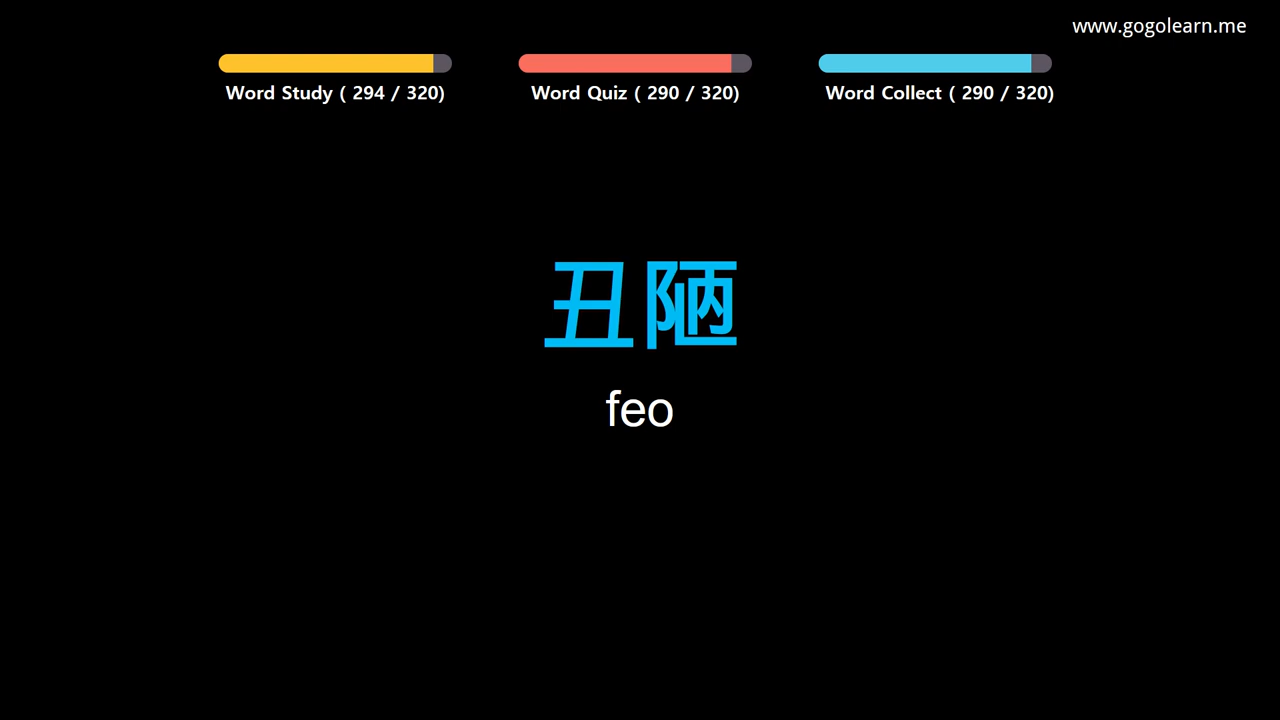 www.gogolearn.me
Word Study ( 294 / 320)
Word Quiz ( 290 / 320)
Word Collect ( 290 / 320)
丑陋
feo